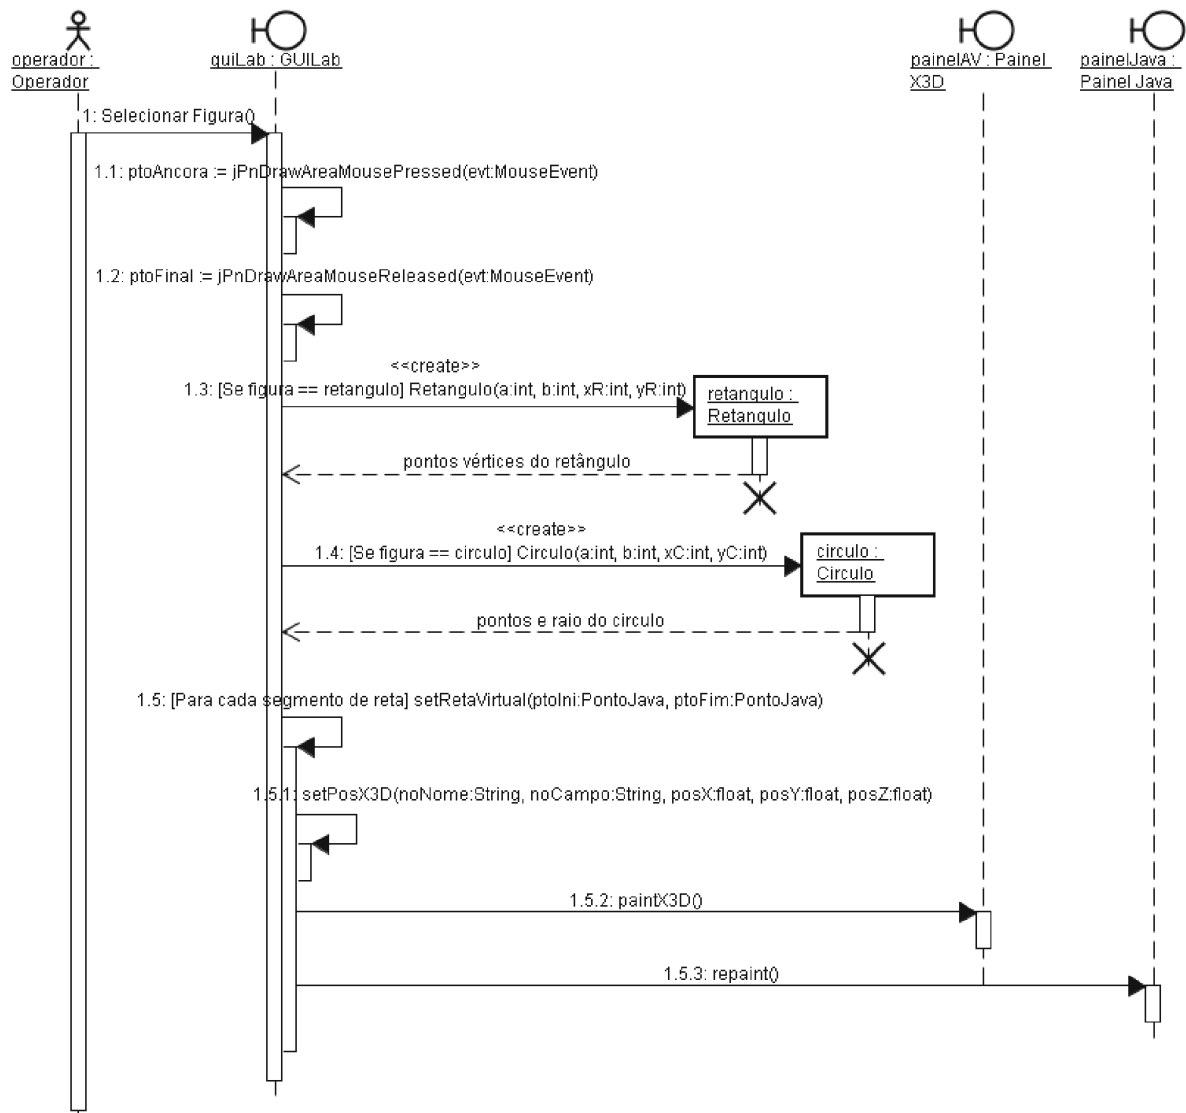 operador :
Operador
guiLab : GUILab
painelAV : Painel
X3D
painelJava :
Painel Java
1: Selecionar Figura()
1.1: ptoAncora := jPnDrawAreaMousePressed(evt:MouseEvent)
1.2: ptoFinal := jPnDrawAreaMouseReleased(evt:MouseEvent)
<<create>>
1.3: [Se figura == retangulo] Retangulo(a:int, b:int, xR:int, yR:int)
retangulo :
Retangulo
pontos vértices do retângulo
<<create>>
1.4: [Se figura == circulo] Circulo(a:int, b:int, xC:int, yC:int)
circulo :
Circulo
pontos e raio do circulo
1.5: [Para cada segmento de reta] setRetaVirtual(ptoIni:PontoJava, ptoFim:PontoJava)
1.5.1: setPosX3D(noNome:String, noCampo:String, posX:float, posY:float, posZ:float)
1.5.2: paintX3D()
1.5.3: repaint()